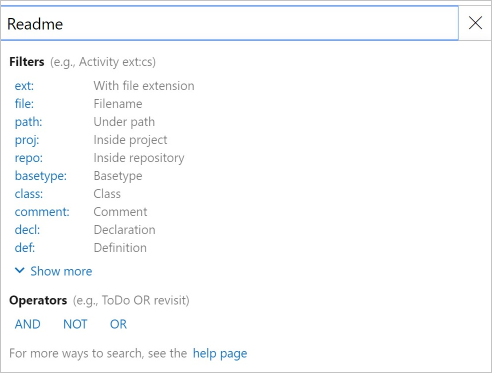 Readme
Filters (e.g., Activity ext:cs)
ext: With file extension
file: Filename
path: Under path
proj: Inside project
repo: Inside repository
basetype: Basetype
class: Class
comment: Comment
decl: Declaration
def: Definition
Show more
Operators (e.g., ToDo OR revisit)
AND NOT OR
For more ways to search, see the help page